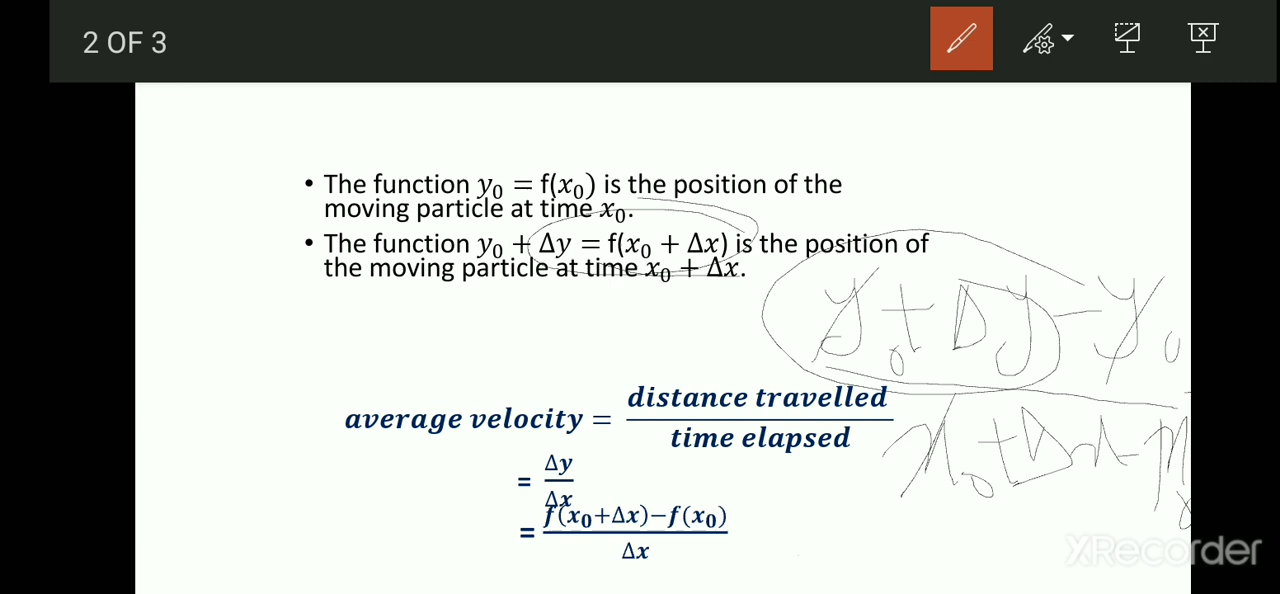 2 OF 3
• The function y₀ = f(x₀) is the position of the
moving particle at time x₀.
• The function y₀ + Δy = f(x₀ + Δx) is the position of
the moving particle at time x₀ + Δx.
y₀ + Δy - y₀
x₀ + Δx - x₀
average velocity = distance travelled / time elapsed
= Δy / Δx
= f(x₀+Δx)−f(x₀) / Δx
XRecorder